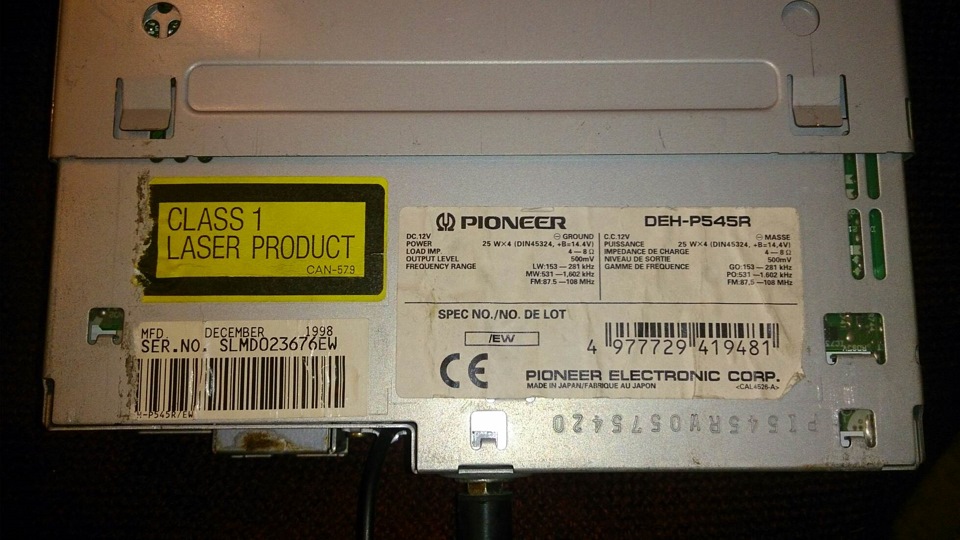 CLASS 1
LASER PRODUCT
CAN-579
MFD DECEMBER 1998
SER.NO. SLMD023676EW
H-P545R/EW
PIONEER DEH-P545R
DC.12V ⊖ GROUND
POWER 25 W×4 (DIN45324, +B=14.4V)
LOAD IMP. 4 — 8 Ω
OUTPUT LEVEL 500mV
FREQUENCY RANGE LW:153 — 281 kHz
MW:531 —1,602 kHz
FM:87.5 —108 MHz
C.C.12V ⊖ MASSE
PUISSANCE 25 W×4 (DIN45324, +B=14.4V)
IMPEDANCE DE CHARGE 4 — 8 Ω
NIVEAU DE SORTIE 500mV
GAMME DE FRÉQUENCE GO:153 — 281 kHz
PO:531 —1.602 kHz
FM:87.5 —108 MHz
SPEC NO./NO. DE LOT
/EW
4 977729 419481
CE
PIONEER ELECTRONIC CORP.
MADE IN JAPAN/FABRIQUE AU JAPON <CAL4526-A>
PI545RW0575420